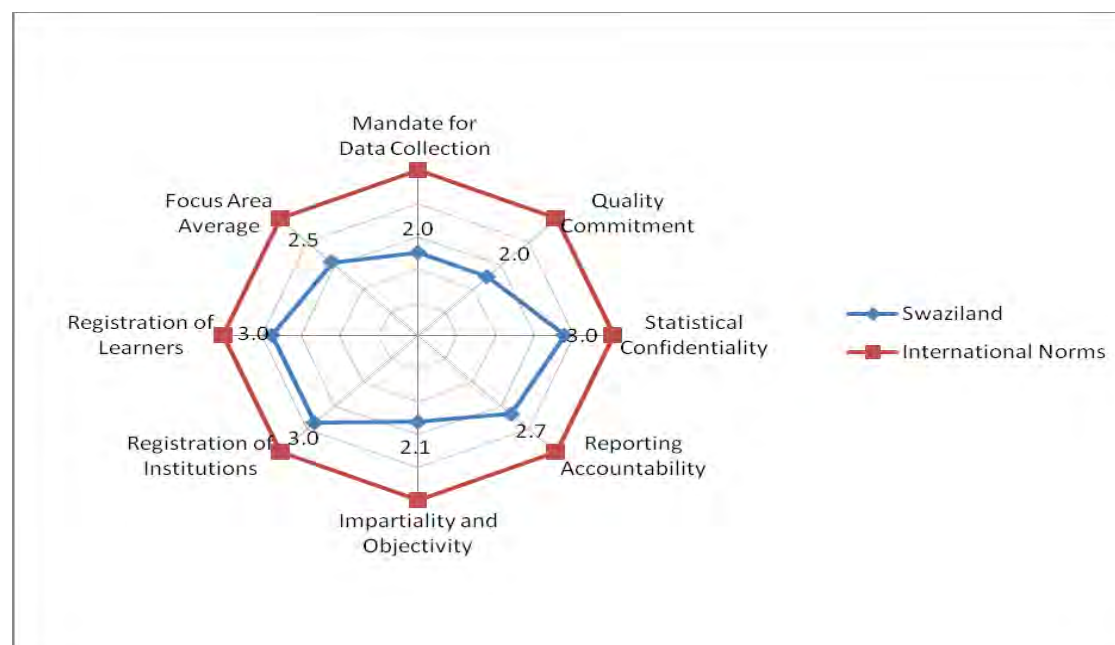 Mandate for
Data Collection
Focus Area
Average
Quality
Commitment
2.5
2.0
2.0
Registration of
Learners
3.0
3.0
Statistical
Confidentiality
Swaziland
International Norms
Registration of
Institutions
3.0
2.1
2.7
Reporting
Accountability
Impartiality and
Objectivity